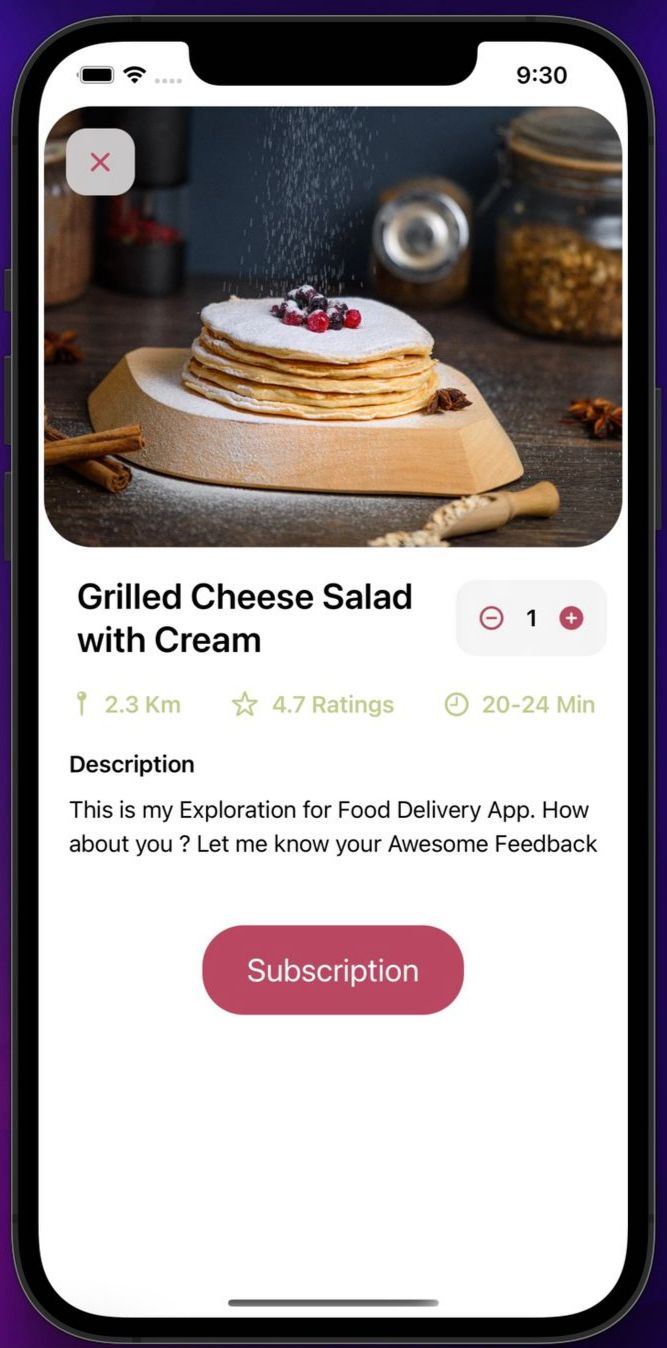 9:30
Grilled Cheese Salad
with Cream
1
2.3 Km
4.7 Ratings
20-24 Min
Description
This is my Exploration for Food Delivery App. How
about you ? Let me know your Awesome Feedback
Subscription